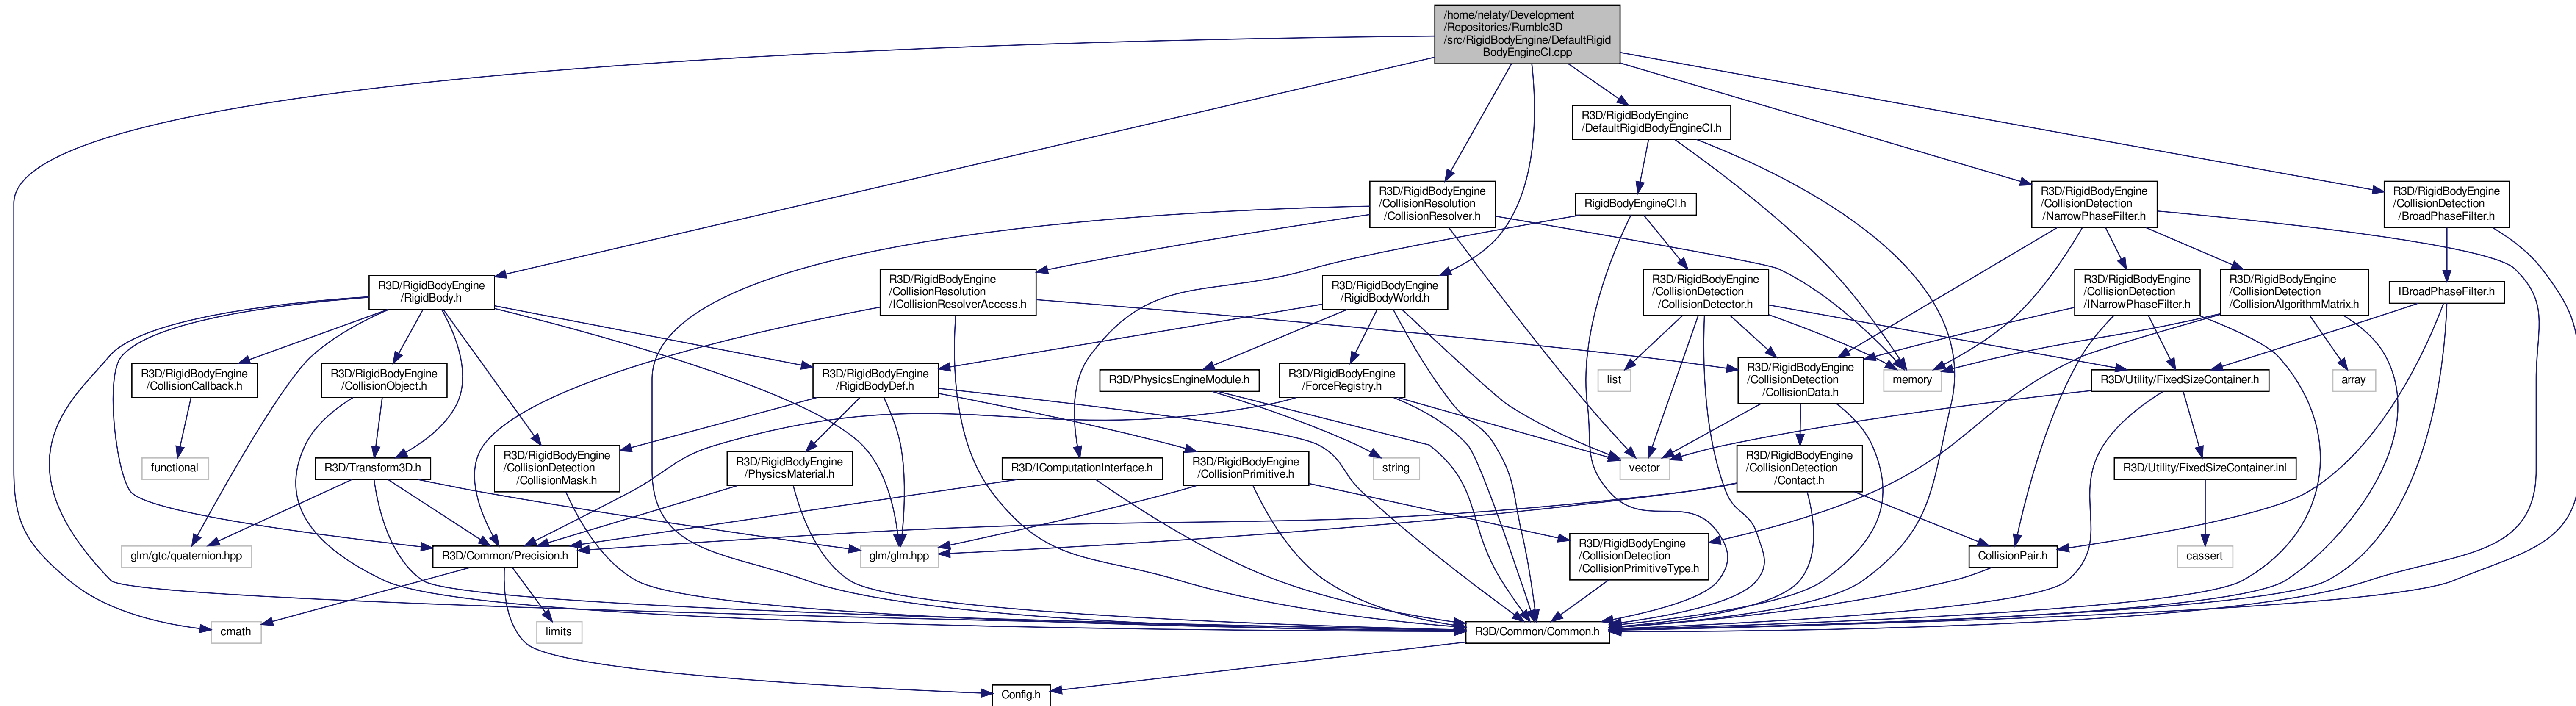 /home/nelaty/Development
/Repositories/Rumble3D
/src/RigidBodyEngine/DefaultRigid
BodyEngineCI.cpp
R3D/RigidBodyEngine
/DefaultRigidBodyEngineCI.h
R3D/RigidBodyEngine
/CollisionResolution
/CollisionResolver.h
RigidBodyEngineCI.h
R3D/RigidBodyEngine
/CollisionDetection
/NarrowPhaseFilter.h
R3D/RigidBodyEngine
/CollisionDetection
/BroadPhaseFilter.h
R3D/RigidBodyEngine
/RigidBody.h
R3D/RigidBodyEngine
/CollisionResolution
/ICollisionResolverAccess.h
R3D/RigidBodyEngine
/RigidBodyWorld.h
R3D/RigidBodyEngine
/CollisionDetection
/CollisionDetector.h
R3D/RigidBodyEngine
/CollisionDetection
/INarrowPhaseFilter.h
R3D/RigidBodyEngine
/CollisionDetection
/CollisionAlgorithmMatrix.h
IBroadPhaseFilter.h
R3D/RigidBodyEngine
/CollisionCallback.h
R3D/RigidBodyEngine
/CollisionObject.h
R3D/RigidBodyEngine
/RigidBodyDef.h
R3D/PhysicsEngineModule.h
R3D/RigidBodyEngine
/ForceRegistry.h
list
R3D/RigidBodyEngine
/CollisionDetection
/CollisionData.h
memory
R3D/Utility/FixedSizeContainer.h
array
functional
R3D/Transform3D.h
R3D/RigidBodyEngine
/CollisionDetection
/CollisionMask.h
R3D/RigidBodyEngine
/PhysicsMaterial.h
R3D/IComputationInterface.h
R3D/RigidBodyEngine
/CollisionPrimitive.h
string
vector
R3D/RigidBodyEngine
/CollisionDetection
/Contact.h
R3D/Utility/FixedSizeContainer.inl
glm/gtc/quaternion.hpp
R3D/Common/Precision.h
glm/glm.hpp
R3D/RigidBodyEngine
/CollisionDetection
/CollisionPrimitiveType.h
CollisionPair.h
cassert
cmath
limits
R3D/Common/Common.h
Config.h